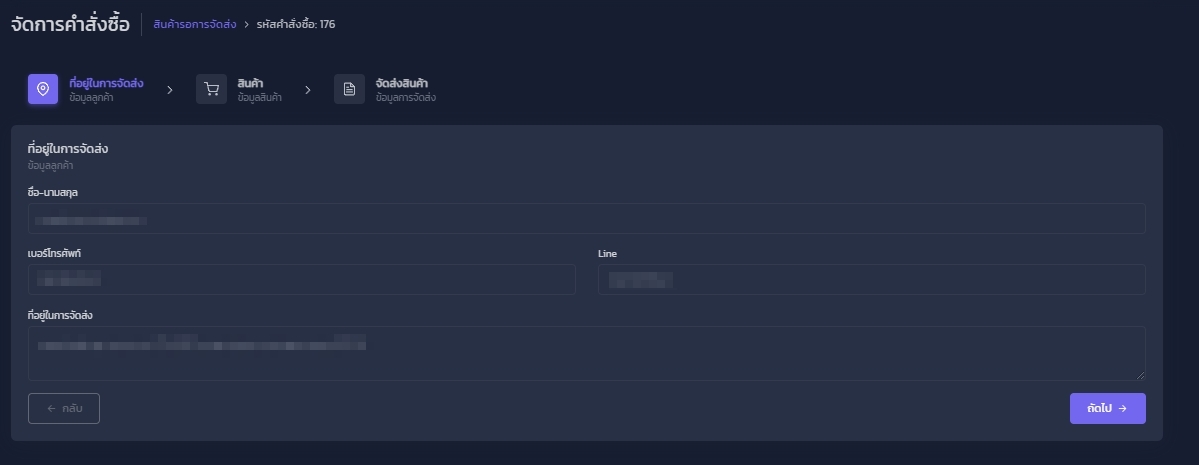 จัดการคำสั่งซื้อ สินค้ารอการจัดส่ง > รหัสคำสั่งซื้อ: 176
ที่อยู่ในการจัดส่ง
ข้อมูลลูกค้า
สินค้า
ข้อมูลสินค้า
จัดส่งสินค้า
ข้อมูลการจัดส่ง
ที่อยู่ในการจัดส่ง
ข้อมูลลูกค้า
ชื่อ-นามสกุล
เบอร์โทรศัพท์
Line
ที่อยู่ในการจัดส่ง
← กลับ
ถัดไป →